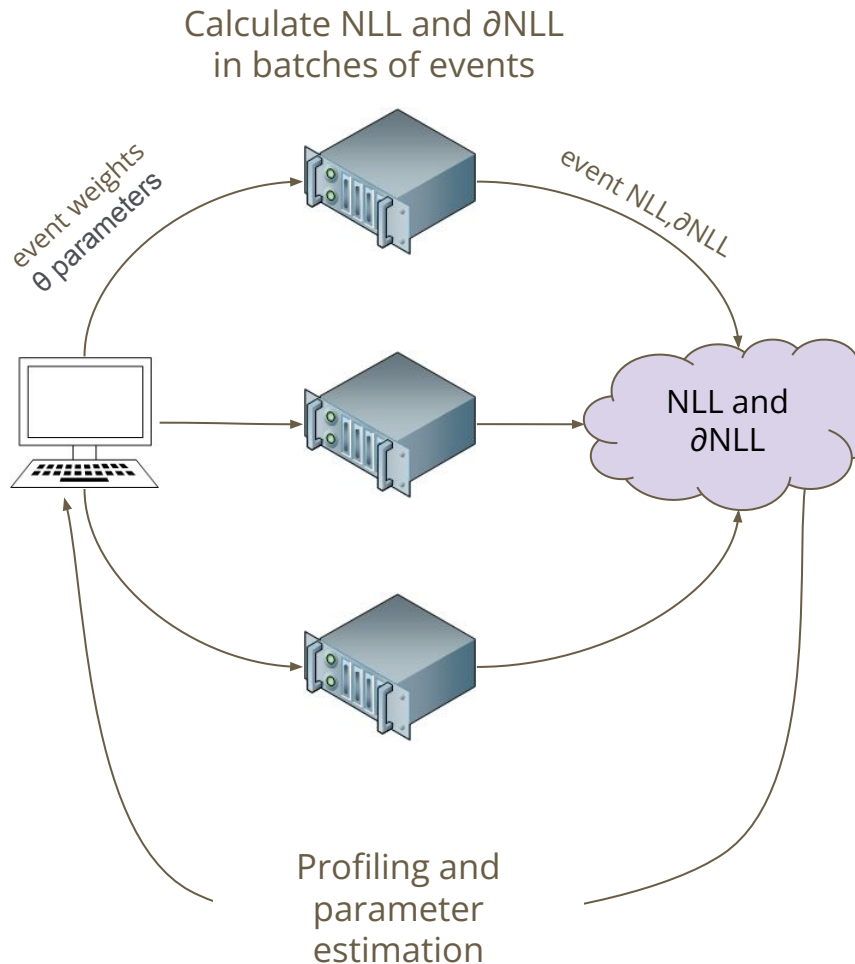 Calculate NLL and ∂NLL
in batches of events
event weights
θ parameters
event NLL,∂NLL
NLL and
∂NLL
Profiling and
parameter
estimation